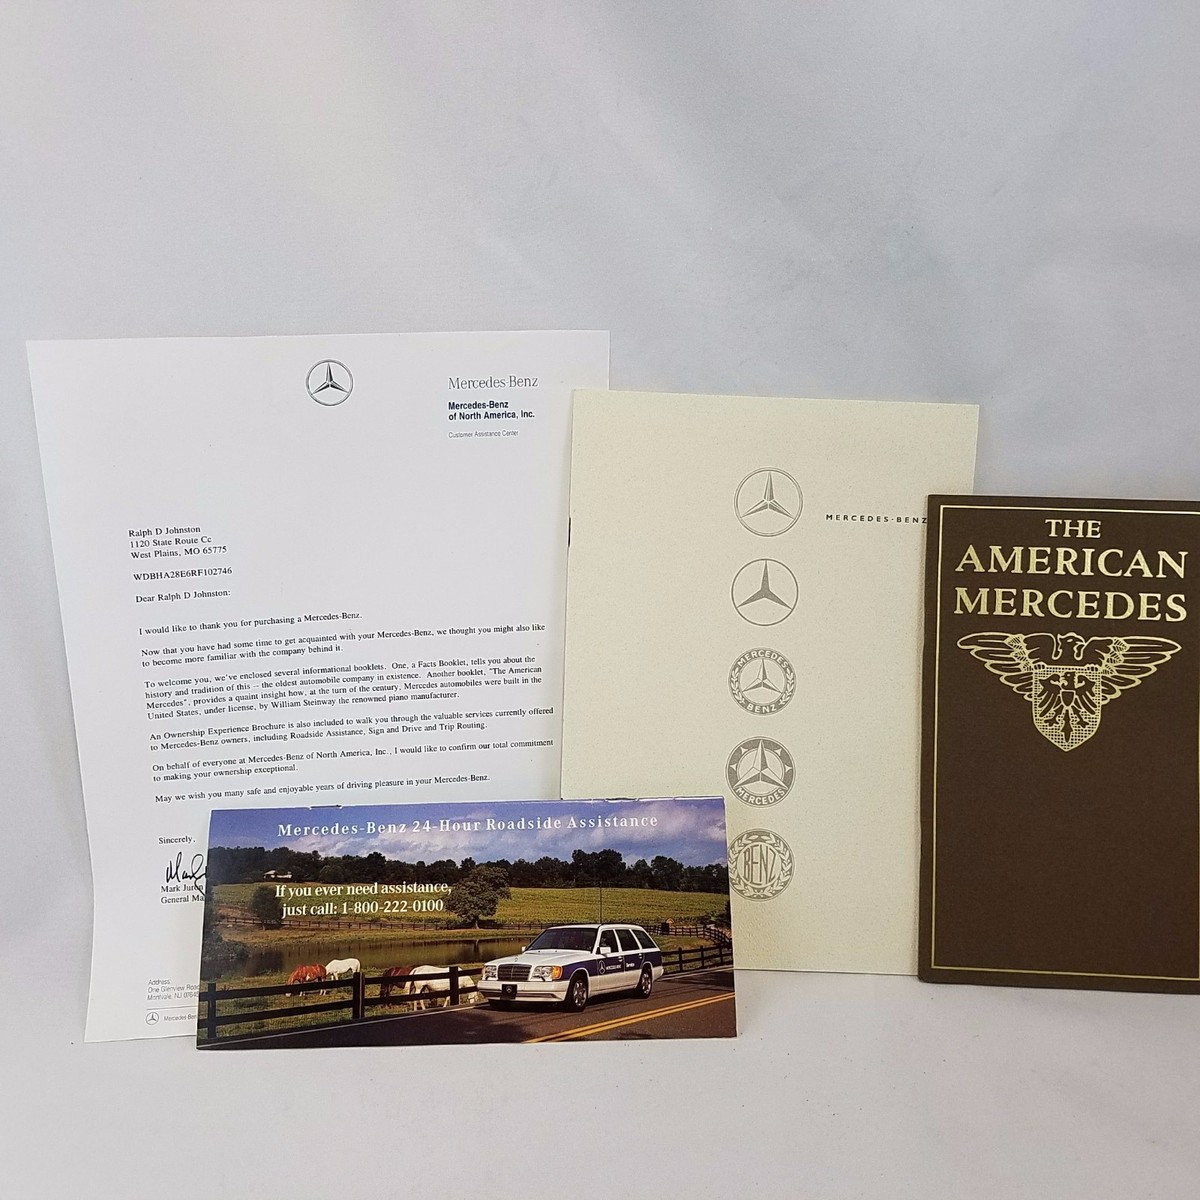 Mercedes-Benz
Mercedes-Benz
of North America, Inc.
Customer Assistance Center
Ralph D Johnston
1120 State Route Cc
West Plains, MO 65775
WDBHA28E6RF102746
Dear Ralph D Johnston:
I would like to thank you for purchasing a Mercedes-Benz.
Now that you have had some time to get acquainted with your Mercedes-Benz, we thought you might also like
to become more familiar with the company behind it.
To welcome you, we've enclosed several informational booklets. One, a Facts Booklet, tells you about the
history and tradition of this -- the oldest automobile company in existence. Another booklet, "The American
Mercedes", provides a quaint insight how, at the turn of the century, Mercedes automobiles were built in the
United States, under license, by William Steinway the renowned piano manufacturer.
An Ownership Experience Brochure is also included to walk you through the valuable services currently offered
to Mercedes-Benz owners, including Roadside Assistance, Sign and Drive and Trip Routing.
On behalf of everyone at Mercedes-Benz of North America, Inc., I would like to confirm our total commitment
to making your ownership exceptional.
May we wish you many safe and enjoyable years of driving pleasure in your Mercedes-Benz.
Sincerely,
Mark
General
Address:
One Glenview Road
Montvale, NJ
Mercedes-Benz 24-Hour Roadside Assistance
If you ever need assistance,
just call: 1-800-222-0100
MERCEDES-BENZ
MERCEDES
BENZ
MERCEDES
BENZ
THE
AMERICAN
MERCEDES